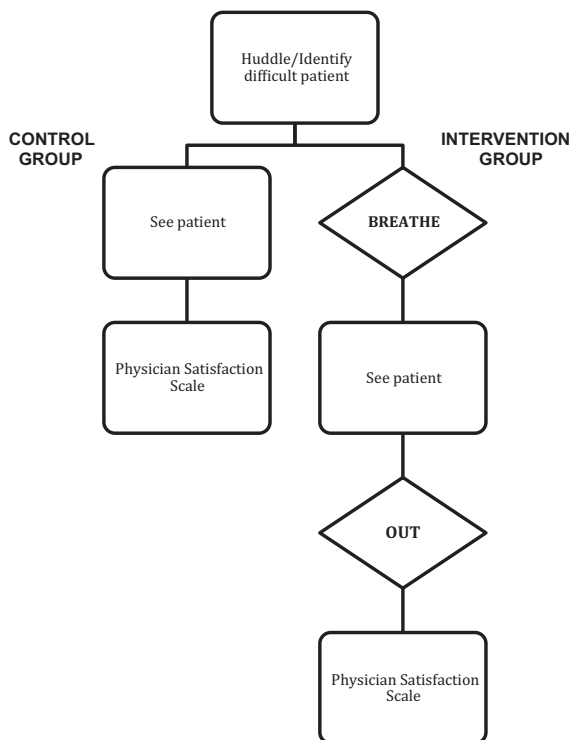 Huddle/Identify
difficult patient
CONTROL
GROUP
INTERVENTION
GROUP
See patient
BREATHE
Physician Satisfaction
Scale
See patient
OUT
Physician Satisfaction
Scale